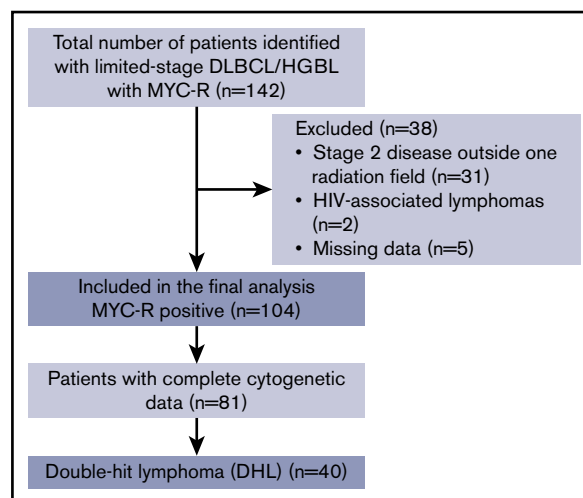 Total number of patients identified
with limited-stage DLBCL/HGBL
with MYC-R (n=142)
Excluded (n=38)
• Stage 2 disease outside one
radiation field (n=31)
• HIV-associated lymphomas
(n=2)
• Missing data (n=5)
Included in the final analysis
MYC-R positive (n=104)
Patients with complete cytogenetic
data (n=81)
Double-hit lymphoma (DHL) (n=40)